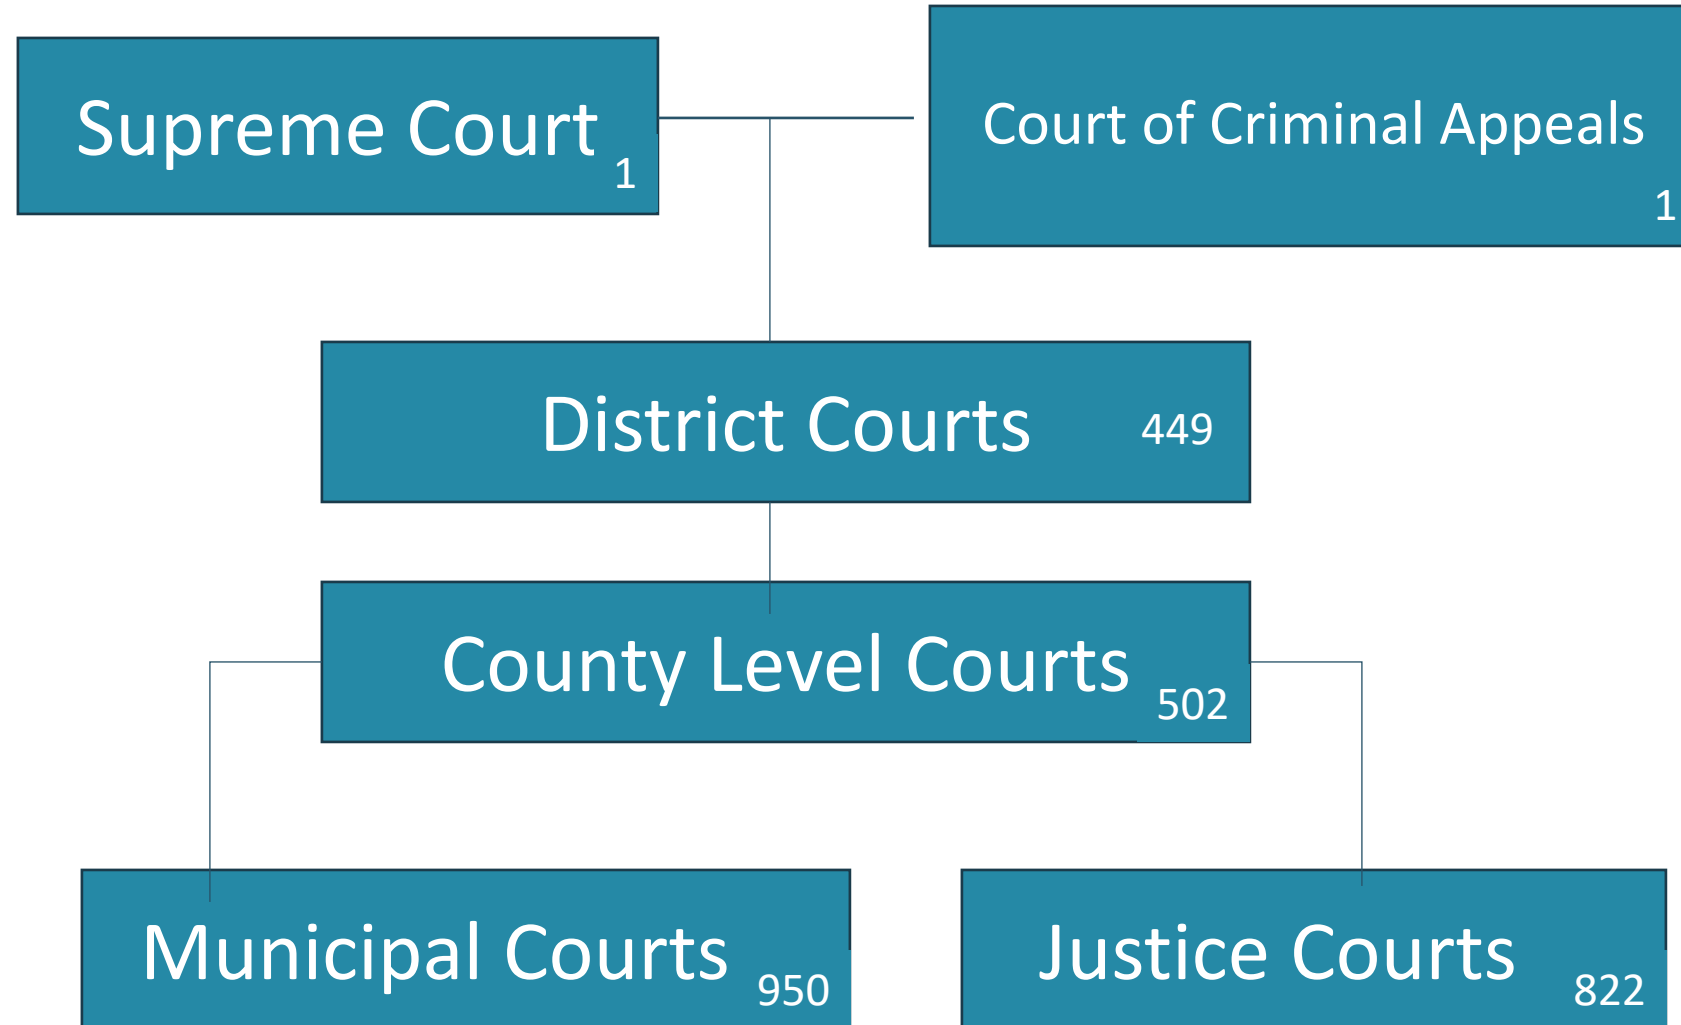 Supreme Court
1
Court of Criminal Appeals
1
District Courts
449
County Level Courts
502
Municipal Courts
950
Justice Courts
822